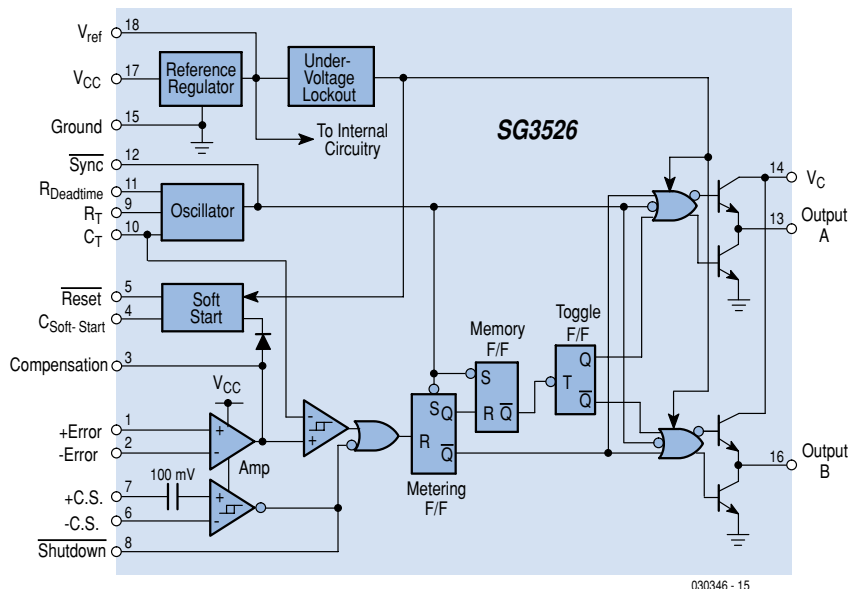 Vref
18
VCC
17
Reference
Regulator
Under-
Voltage
Lockout
Ground
15
To Internal
Circuitry
SG3526
Sync
12
RDeadtime
11
RT
9
CT
10
Oscillator
14
VC
13
Output
A
Reset
5
CSoft-Start
4
Soft
Start
Compensation
3
Memory
F/F
Toggle
F/F
S
R Q
T
Q
Q
VCC
+Error
1
-Error
2
+
-
Amp
-
+
S Q
R
Q
Metering
F/F
16
Output
B
100 mV
+C.S.
7
-C.S.
6
+
-
Shutdown
8
030346 - 15